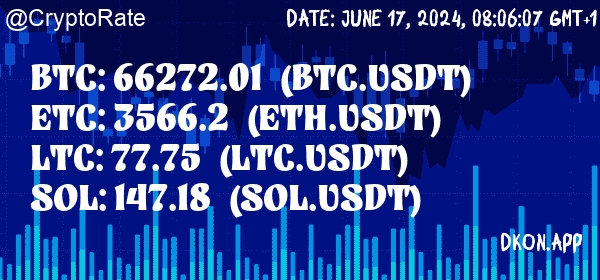 @CryptoRate
DATE: JUNE 17, 2024, 08:06:07 GMT+1
BTC: 66272.01 (BTC.USDT)
ETC: 3566.2 (ETH.USDT)
LTC: 77.75 (LTC.USDT)
SOL: 147.18 (SOL.USDT)
DKON.APP